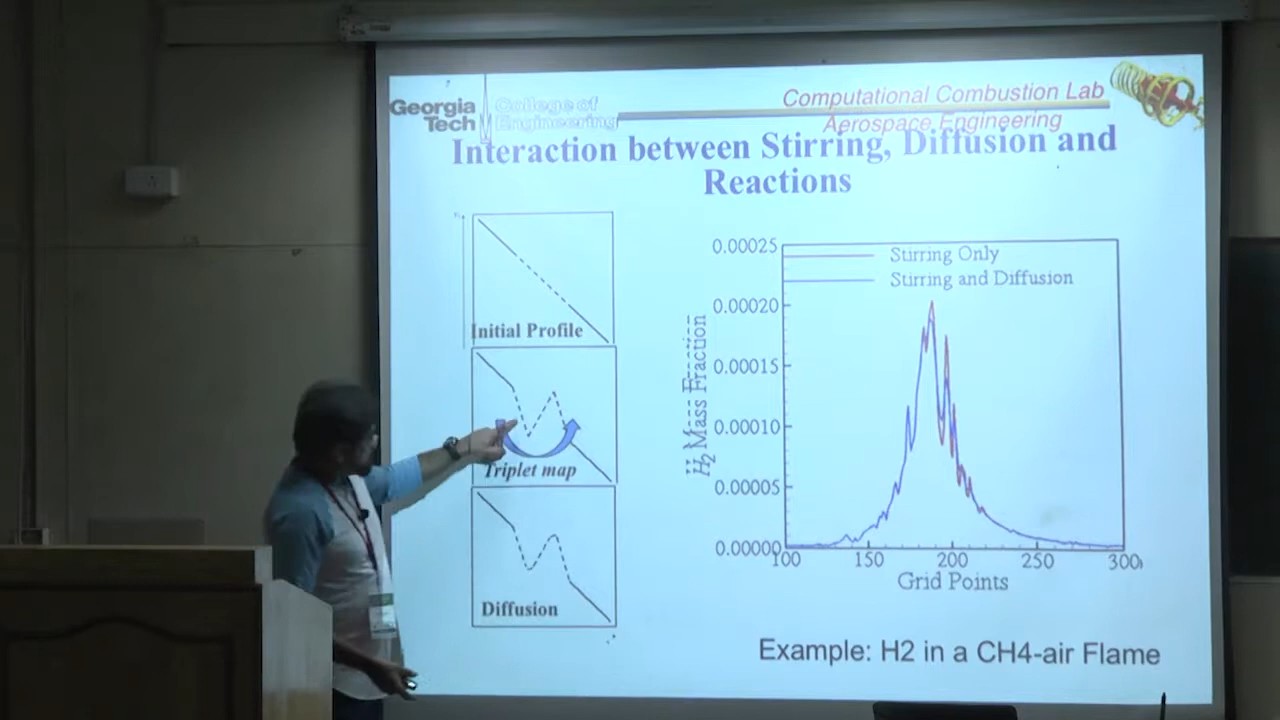 Georgia
Tech
College of
Engineering
Computational Combustion Lab
Aerospace Engineering
Interaction between Stirring, Diffusion and
Reactions
Initial Profile
Triplet map
Diffusion
0.00025
0.00020
0.00015
0.00010
0.00005
0.00000
H2 Mass Fraction
Stirring Only
Stirring and Diffusion
100
150
200
250
300
Grid Points
Example: H2 in a CH4-air Flame